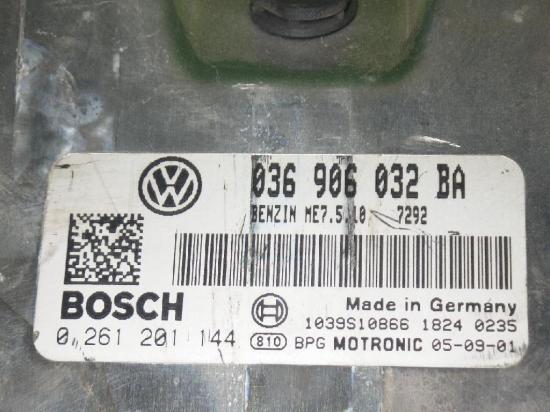 036 906 032 BA
BENZIN ME7.5.10 7292
BOSCH
Made in Germany
0 261 201 144
1039S10866 1824 0235
810 BPG MOTRONIC 05-09-01